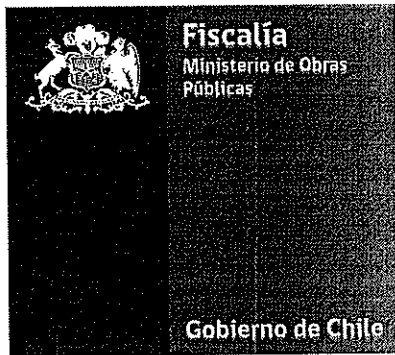 Fiscalía
Ministerio de Obras
Públicas
Gobierno de Chile